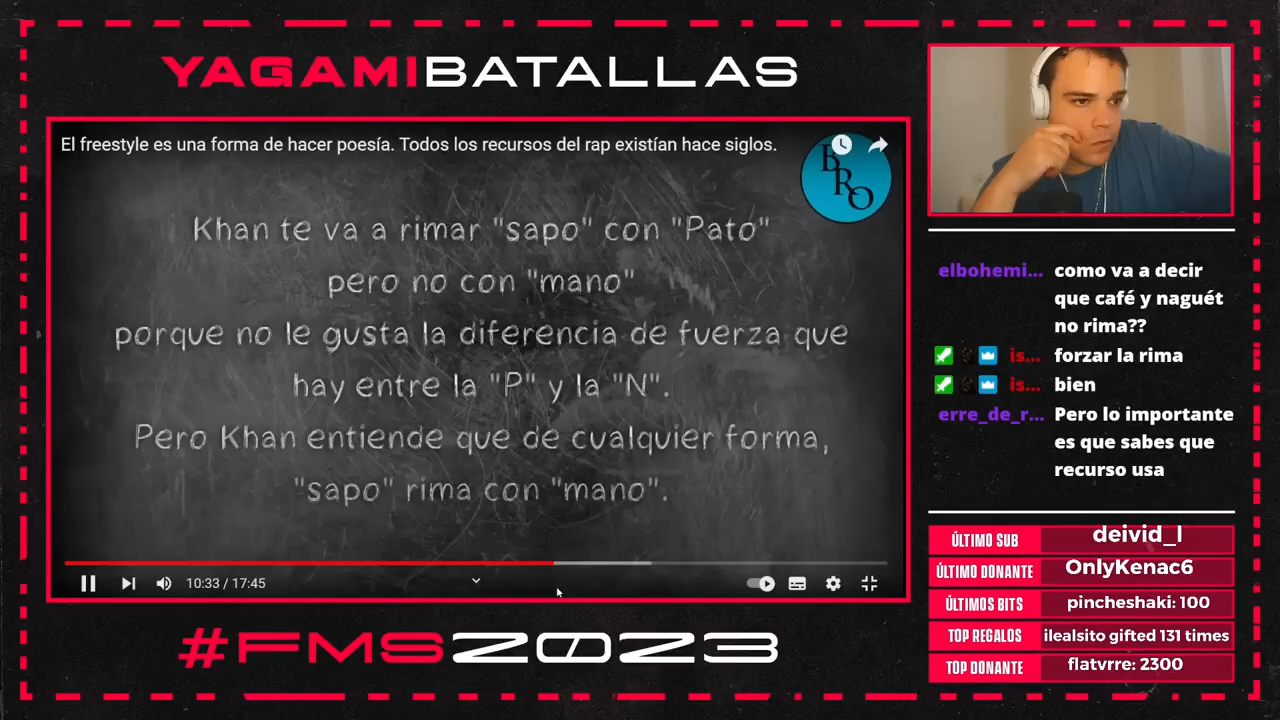 YAGAMIBATALLAS
El freestyle es una forma de hacer poesía. Todos los recursos del rap existían hace siglos.
BRO
Khan te va a rimar "sapo" con "Pato"
pero no con "mano"
porque no le gusta la diferencia de fuerza que
hay entre la "P" y la "N".
Pero Khan entiende que de cualquier forma,
"sapo" rima con "mano".
10:33 / 17:45
#FMS2023
elbohemi... como va a decir
que café y naguét
no rima??
is... forzar la rima
is... bien
erre_de_r... Pero lo importante
es que sabes que
recurso usa
ÚLTIMO SUB deivid_l
ÚLTIMO DONANTE OnlyKenac6
ÚLTIMOS BITS pincheshaki: 100
TOP REGALOS ilealsito gifted 131 times
TOP DONANTE flatvrre: 2300